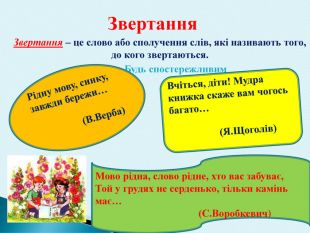 Звертання
Звертання – це слово або сполучення слів, які називають того,
до кого звертаються.
Будь спостережливим
Рідну мову, синку,
завжди бережи…
(В.Верба)
Вчіться, діти! Мудра
книжка скаже вам чогось
багато…
(Я.Щоголів)
Мово рідна, слово рідне, хто вас забуває,
Той у грудях не серденько, тільки камінь
має…
(С.Воробкевич)